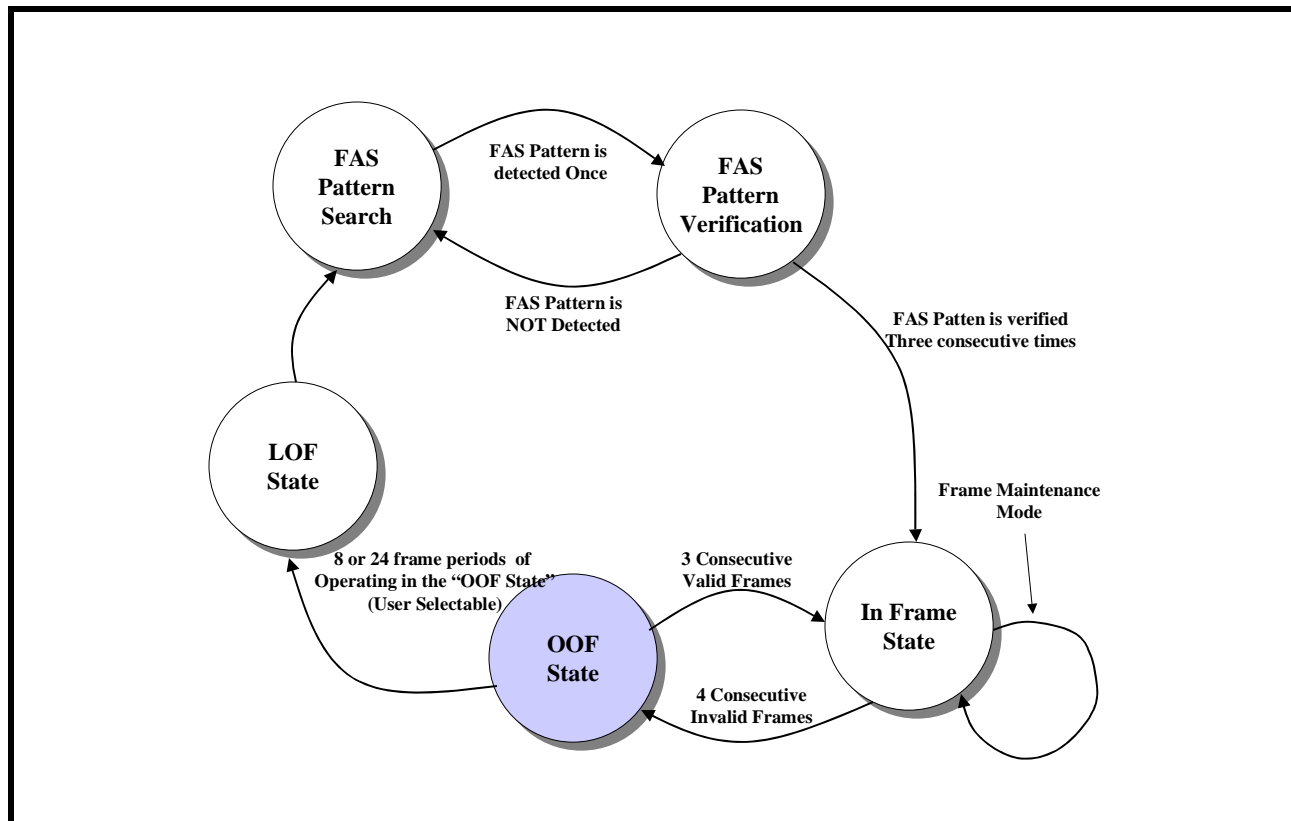 FAS
Pattern
Search
FAS Pattern is
detected Once
FAS
Pattern
Verification
FAS Pattern is
NOT Detected
FAS Patten is verified
Three consecutive times
LOF
State
Frame Maintenance
Mode
8 or 24 frame periods of
Operating in the “OOF State”
(User Selectable)
3 Consecutive
Valid Frames
In Frame
State
OOF
State
4 Consecutive
Invalid Frames